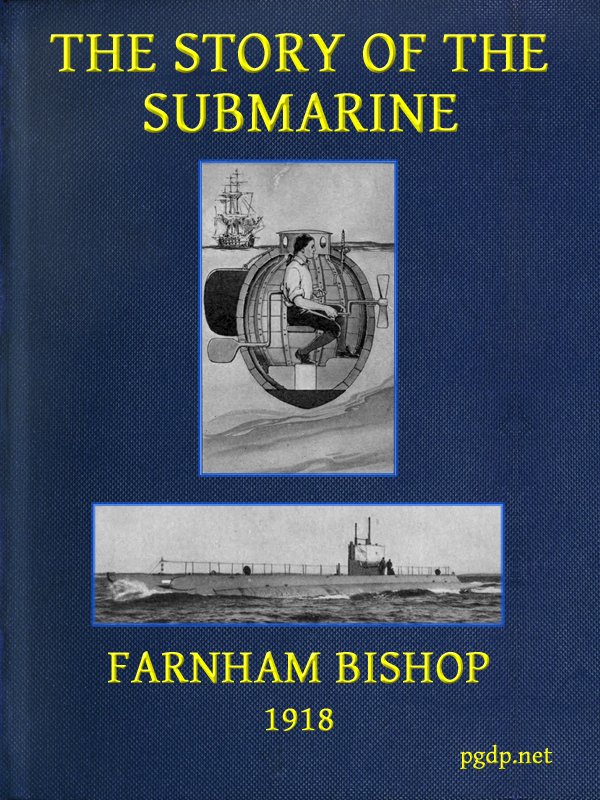 THE STORY OF THE
SUBMARINE
FARNHAM BISHOP
1918
pgdp.net